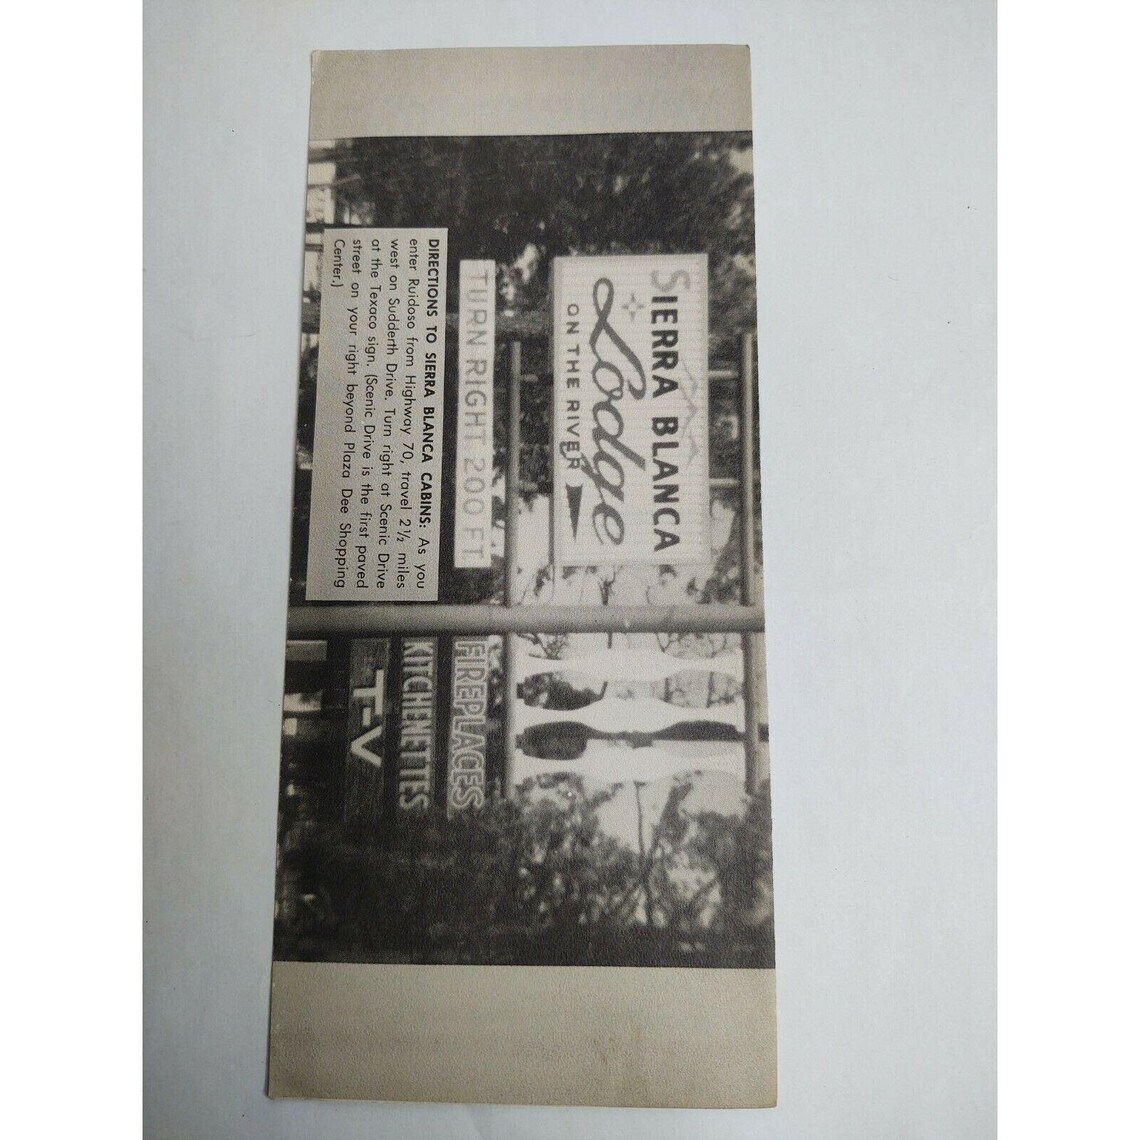 SIERRA BLANCA
Lodge
ON THE RIVER
TURN RIGHT 200 FT.
DIRECTIONS TO SIERRA BLANCA CABINS: As you
enter Ruidoso from Highway 70, travel 2½ miles
west on Sudderth Drive. Turn right at Scenic Drive
at the Texaco sign. (Scenic Drive is the first paved
street on your right beyond Plaza Dee Shopping
Center.)
FIREPLACES
KITCHENETTES
T-V